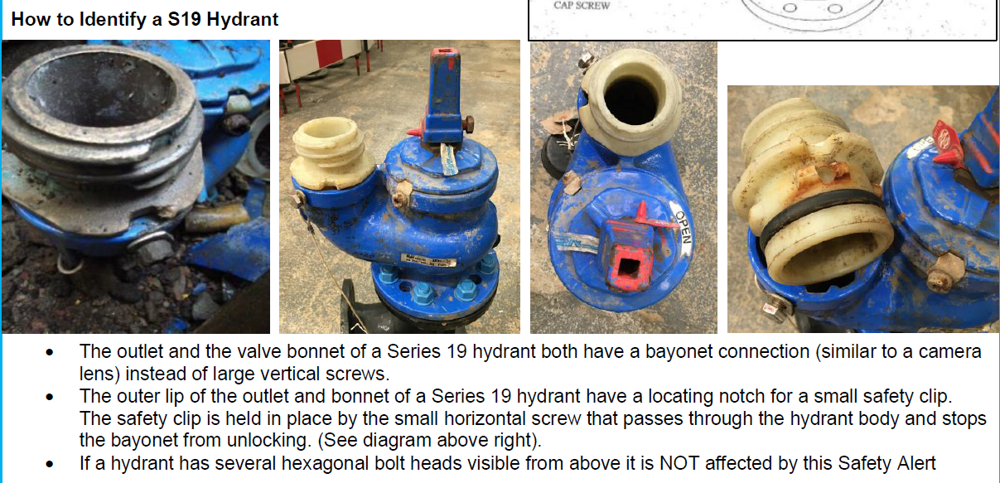 CAP SCREW
How to Identify a S19 Hydrant
OPEN
• The outlet and the valve bonnet of a Series 19 hydrant both have a bayonet connection (similar to a camera
lens) instead of large vertical screws.
• The outer lip of the outlet and bonnet of a Series 19 hydrant have a locating notch for a small safety clip.
The safety clip is held in place by the small horizontal screw that passes through the hydrant body and stops
the bayonet from unlocking. (See diagram above right).
• If a hydrant has several hexagonal bolt heads visible from above it is NOT affected by this Safety Alert